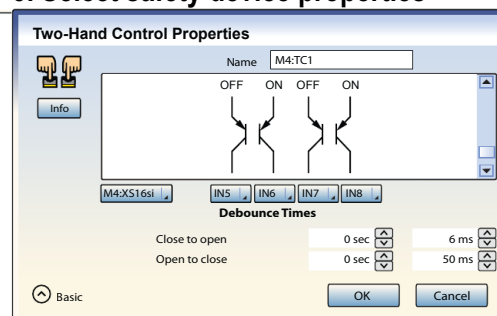 Two-Hand Control Properties
Name M4:TC1
Info
OFF ON OFF ON
M4:XS16si IN5 IN6 IN7 IN8
Debounce Times
Close to open 0 sec 6 ms
Open to close 0 sec 50 ms
Basic OK Cancel